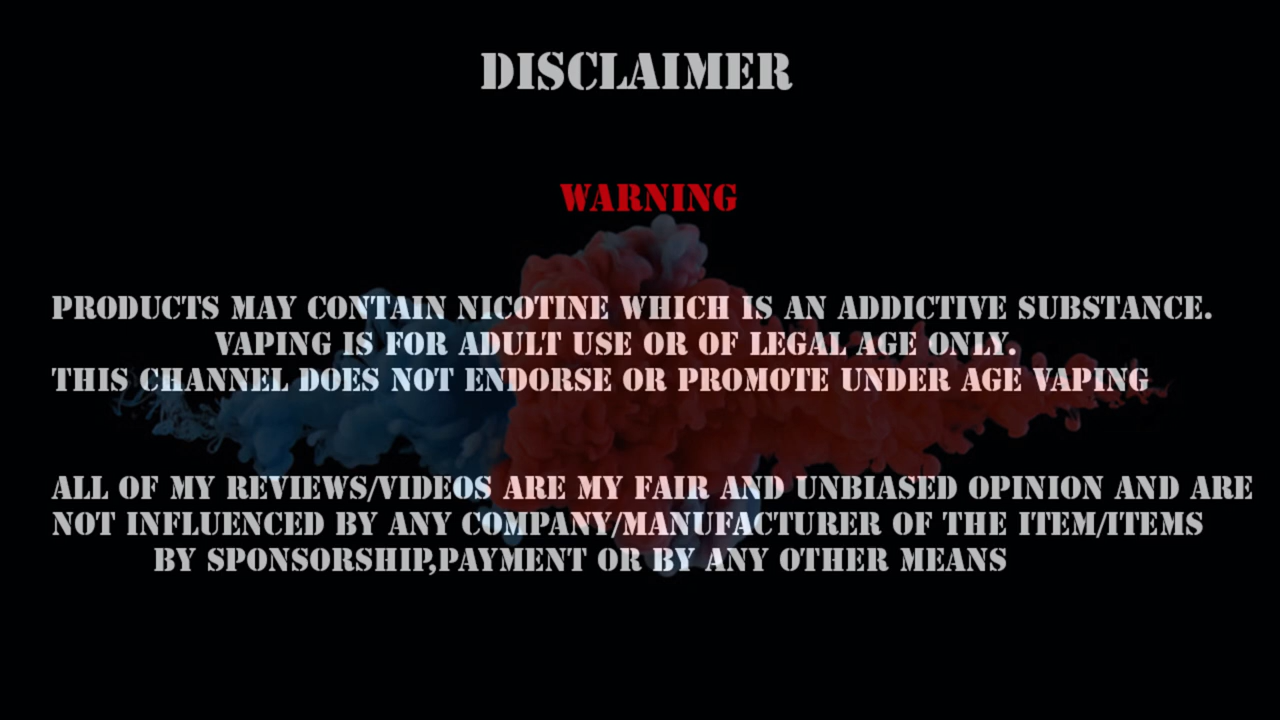 DISCLAIMER
WARNING
PRODUCTS MAY CONTAIN NICOTINE WHICH IS AN ADDICTIVE SUBSTANCE.
VAPING IS FOR ADULT USE OR OF LEGAL AGE ONLY.
THIS CHANNEL DOES NOT ENDORSE OR PROMOTE UNDER AGE VAPING
ALL OF MY REVIEWS/VIDEOS ARE MY FAIR AND UNBIASED OPINION AND ARE
NOT INFLUENCED BY ANY COMPANY/MANUFACTURER OF THE ITEM/ITEMS
BY SPONSORSHIP,PAYMENT OR BY ANY OTHER MEANS